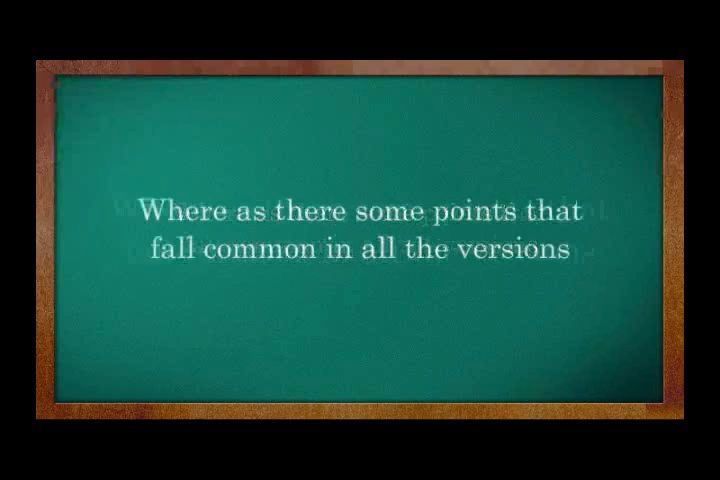 Where as there some points that
fall common in all the versions